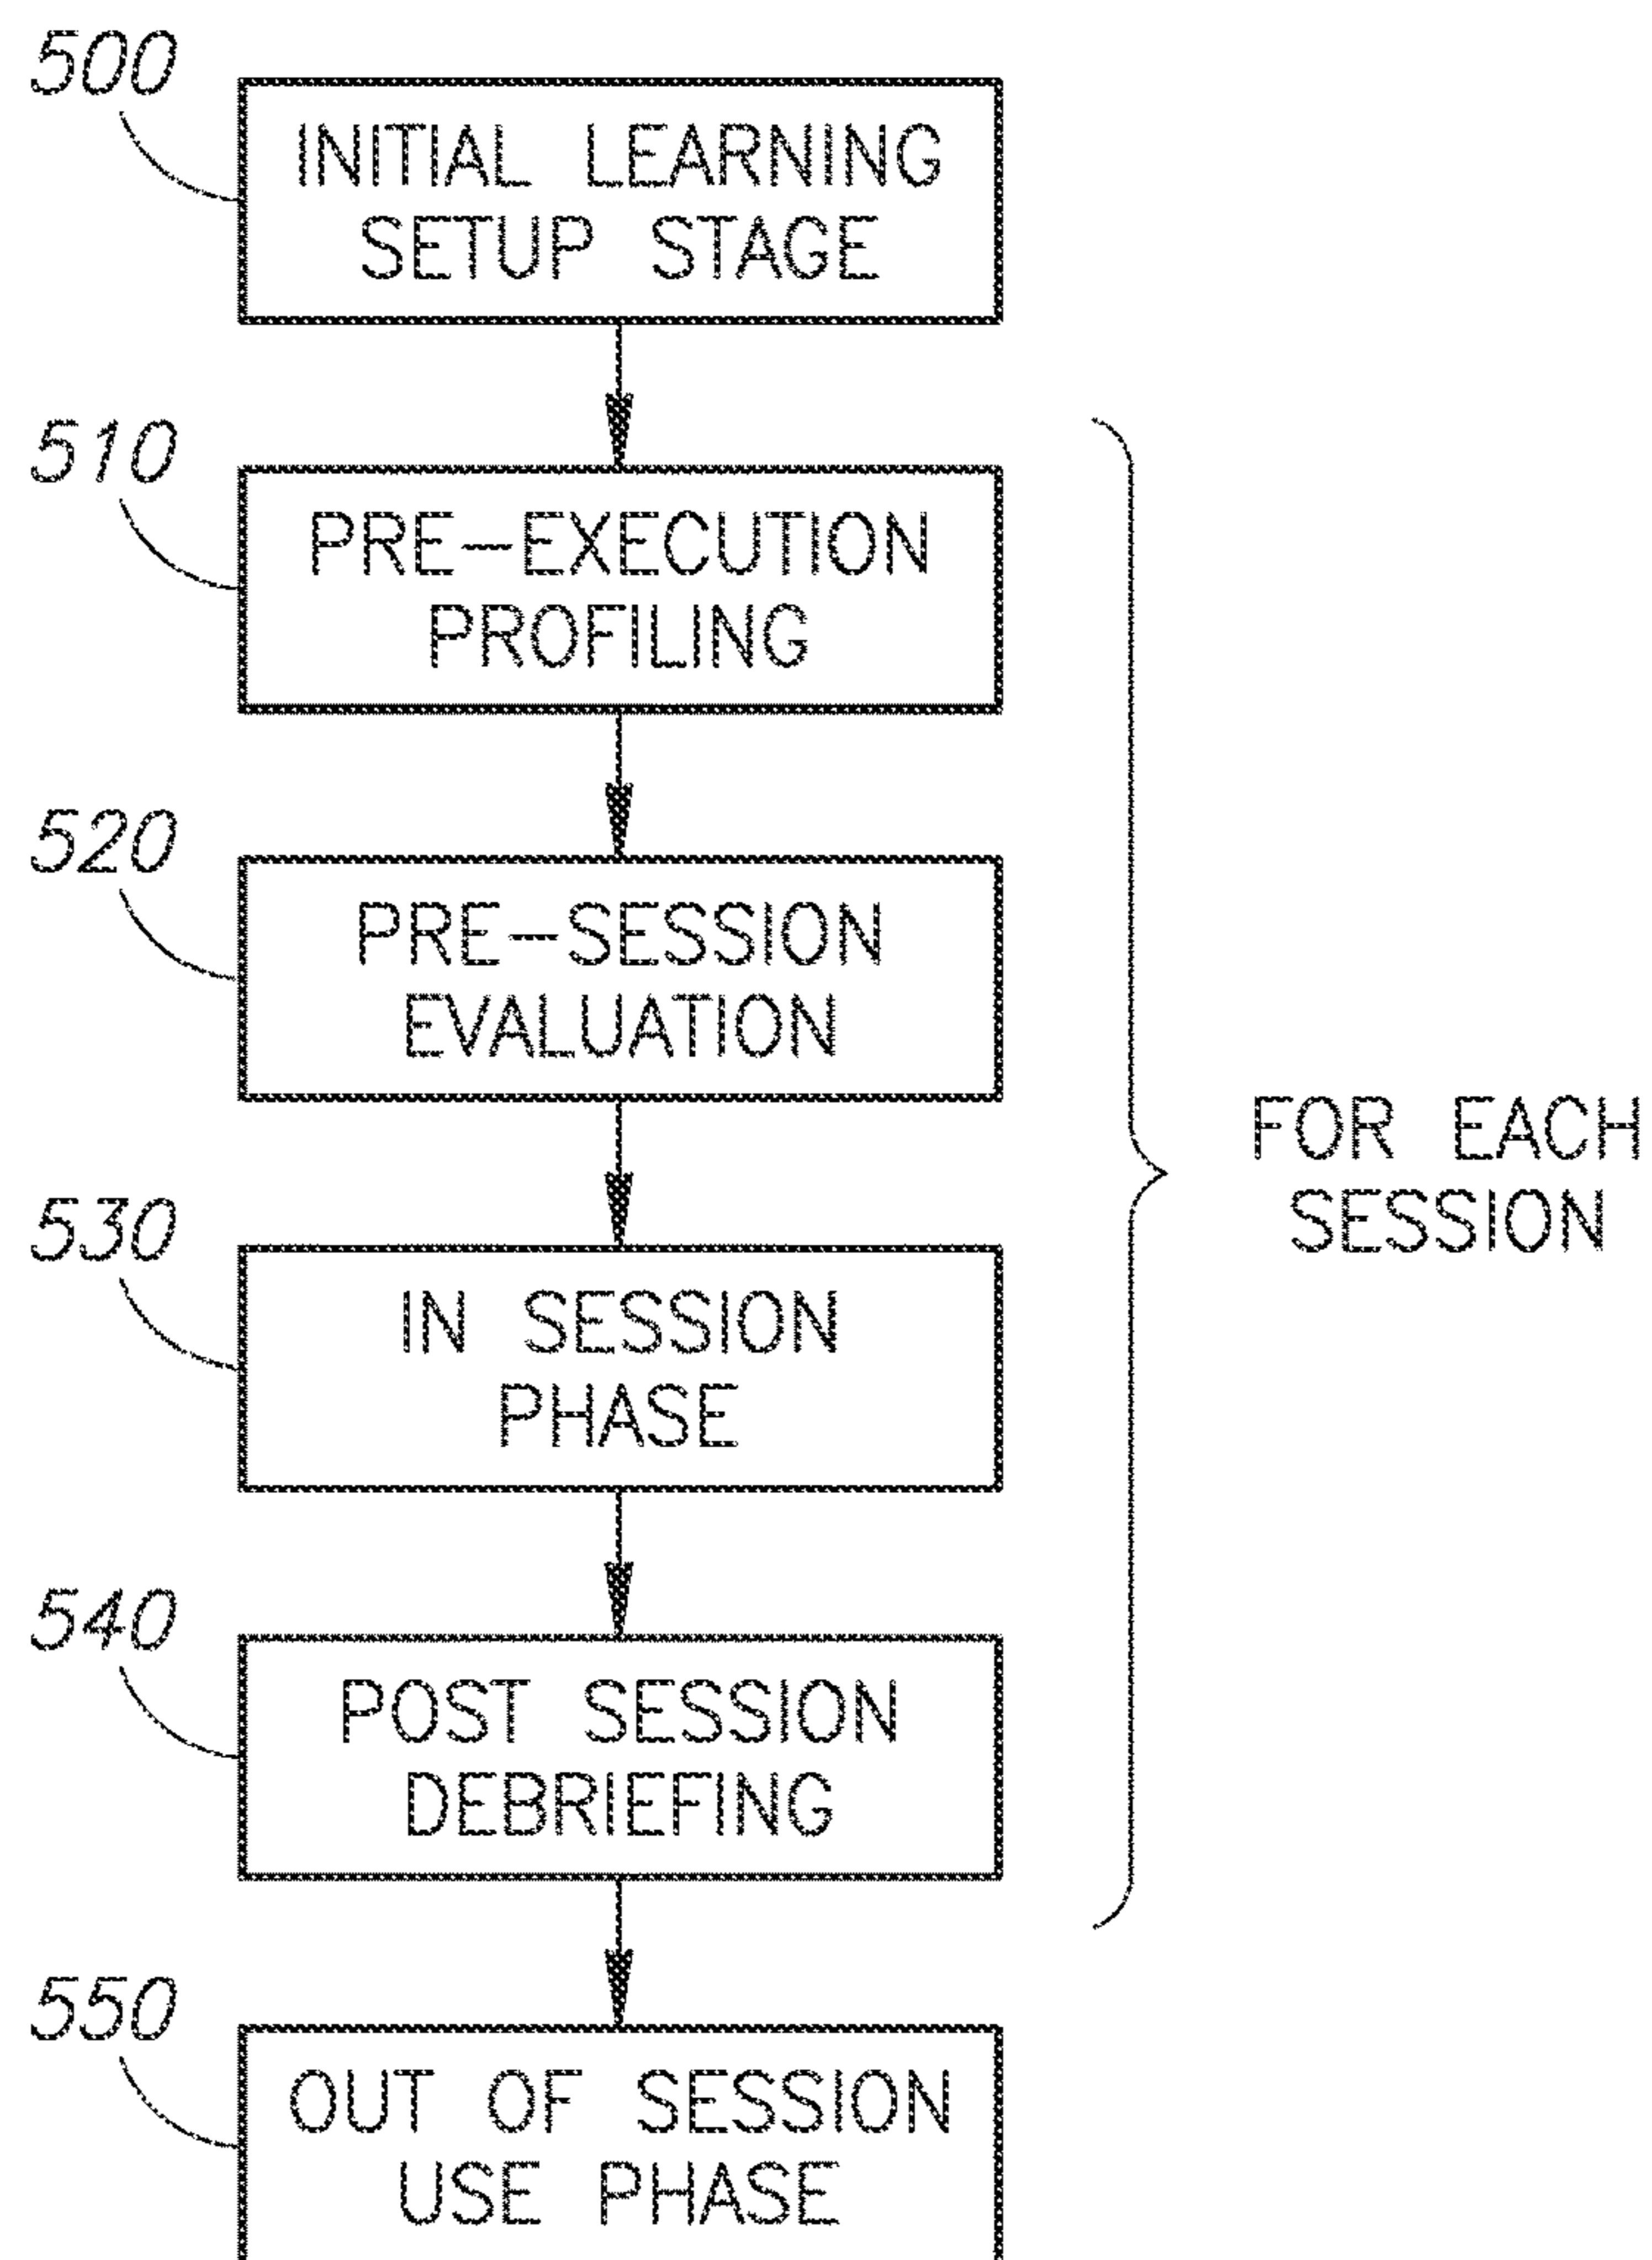 500
INITIAL LEARNING
SETUP STAGE
510
PRE-EXECUTION
PROFILING
520
PRE-SESSION
EVALUATION
FOR EACH
SESSION
530
IN SESSION
PHASE
540
POST SESSION
DEBRIEFING
550
OUT OF SESSION
USE PHASE